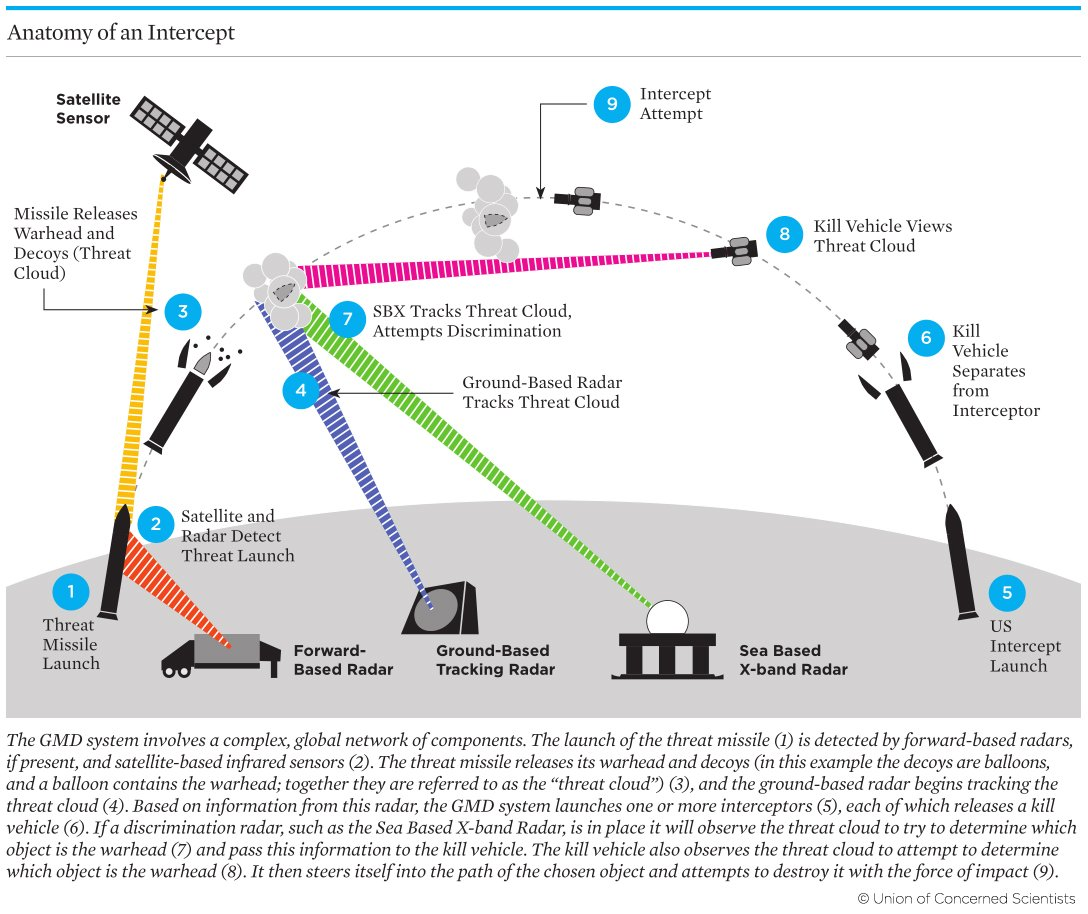 Anatomy of an Intercept
Satellite
Sensor
9
Intercept
Attempt
Missile Releases
Warhead and
Decoys (Threat
Cloud)
8
Kill Vehicle Views
Threat Cloud
3
7
SBX Tracks Threat Cloud,
Attempts Discrimination
6
Kill
Vehicle
Separates
from
Interceptor
4
Ground-Based Radar
Tracks Threat Cloud
2
Satellite and
Radar Detect
Threat Launch
1
Threat
Missile
Launch
5
US
Intercept
Launch
Forward-
Based Radar
Ground-Based
Tracking Radar
Sea Based
X-band Radar
The GMD system involves a complex, global network of components. The launch of the threat missile (1) is detected by forward-based radars,
if present, and satellite-based infrared sensors (2). The threat missile releases its warhead and decoys (in this example the decoys are balloons,
and a balloon contains the warhead; together they are referred to as the “threat cloud”) (3), and the ground-based radar begins tracking the
threat cloud (4). Based on information from this radar, the GMD system launches one or more interceptors (5), each of which releases a kill
vehicle (6). If a discrimination radar, such as the Sea Based X-band Radar, is in place it will observe the threat cloud to try to determine which
object is the warhead (7) and pass this information to the kill vehicle. The kill vehicle also observes the threat cloud to attempt to determine
which object is the warhead (8). It then steers itself into the path of the chosen object and attempts to destroy it with the force of impact (9).
© Union of Concerned Scientists